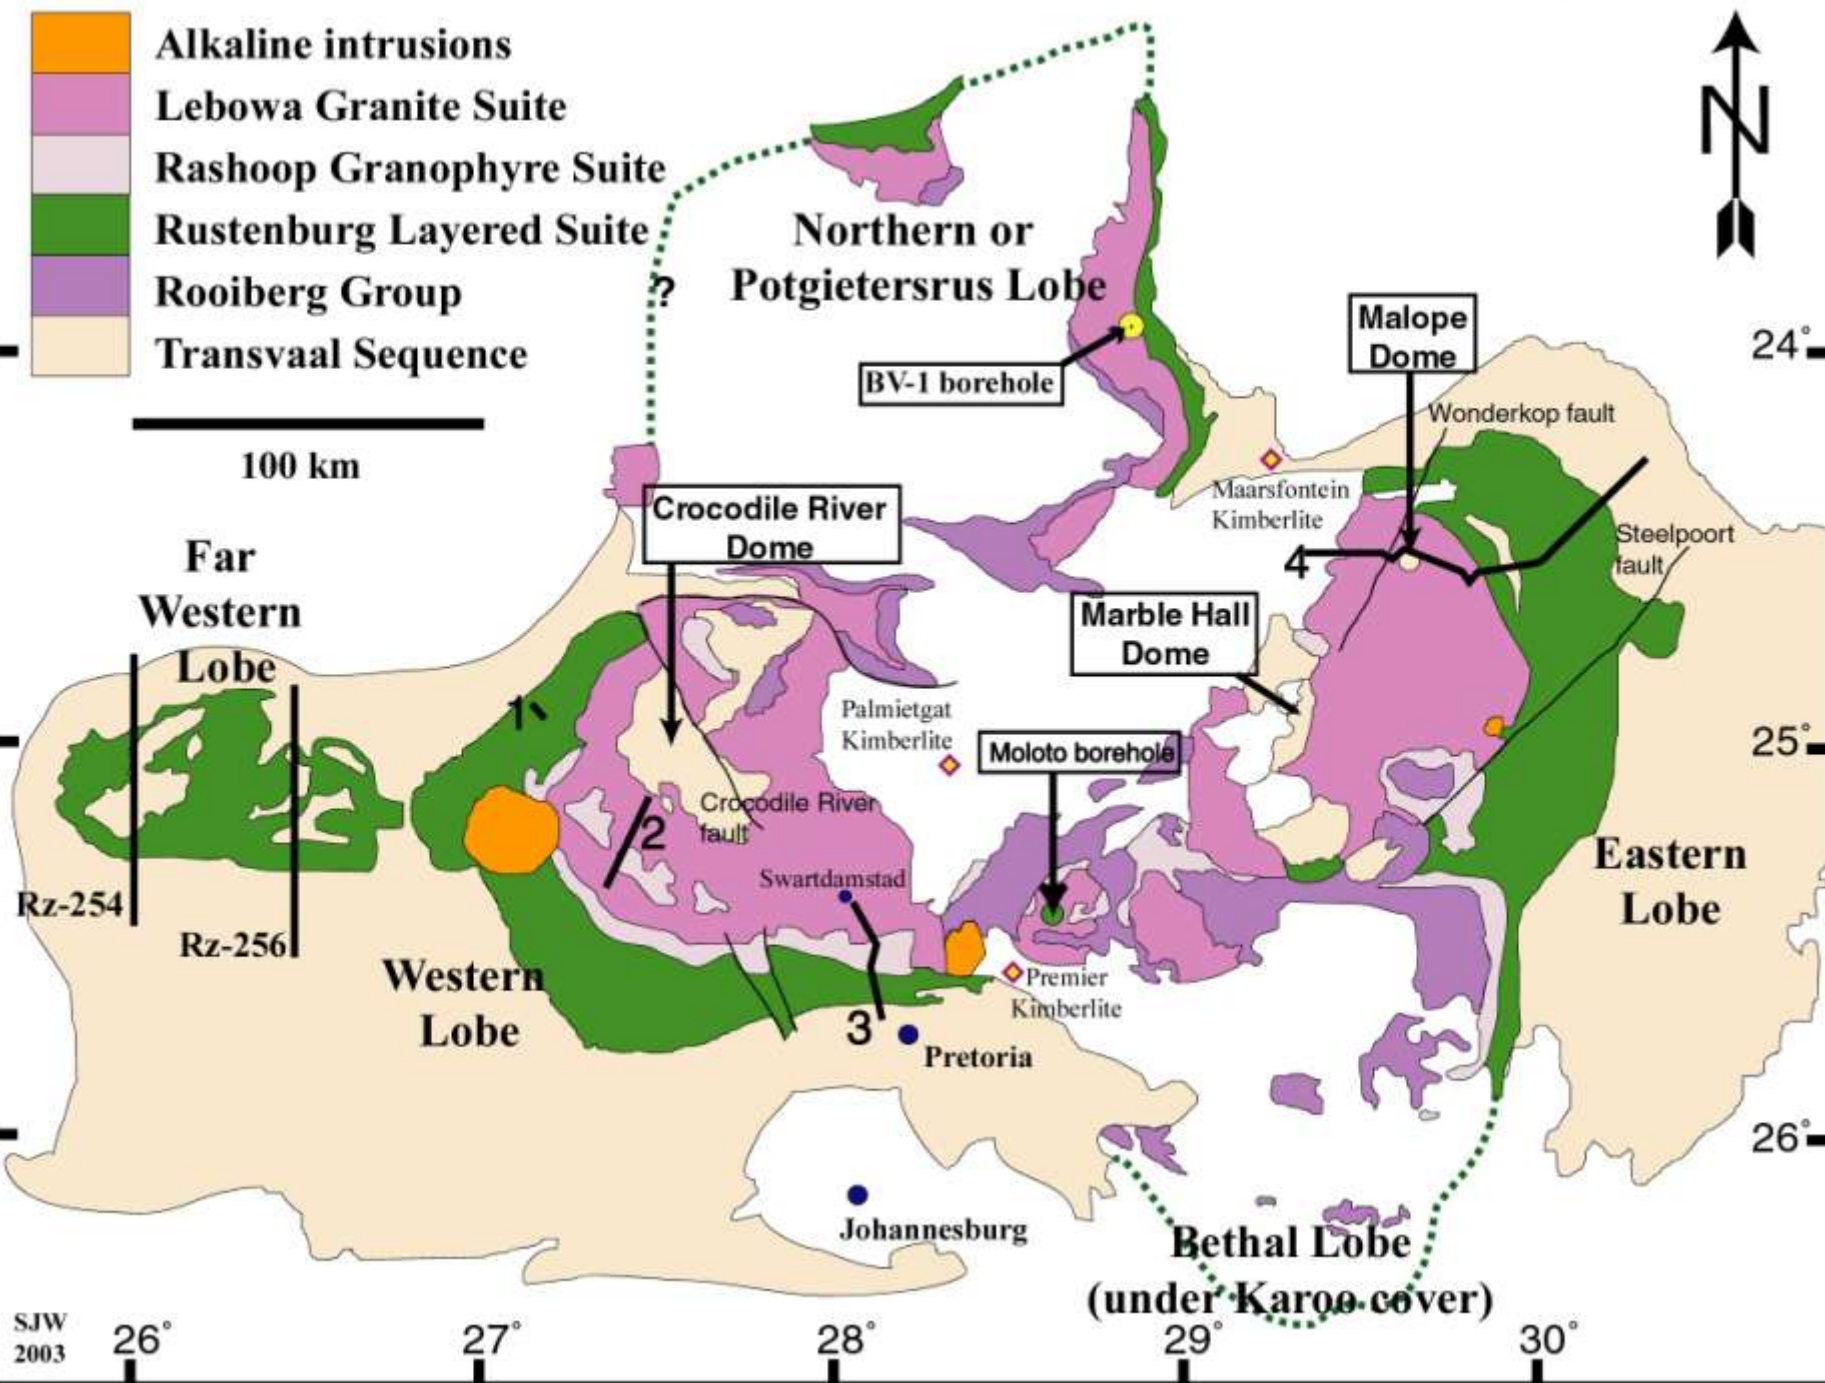 Alkaline intrusions
Lebowa Granite Suite
Rashoop Granophyre Suite
Rustenburg Layered Suite
Rooiberg Group
Transvaal Sequence
100 km
N
Northern or
Potgietersrus Lobe
?
BV-1 borehole
Malope
Dome
24°
Wonderkop fault
Maarsfontein
Kimberlite
Crocodile River
Dome
Steelpoort
fault
4
Far
Western
Lobe
Marble Hall
Dome
1
Palmietgat
Kimberlite
Moloto borehole
25°
Crocodile River
fault
2
Swartdamstad
Eastern
Lobe
Rz-254
Rz-256
Western
Lobe
Premier
Kimberlite
3
Pretoria
26°
Johannesburg
Bethal Lobe
(under Karoo cover)
SJW
2003
26°
27°
28°
29°
30°